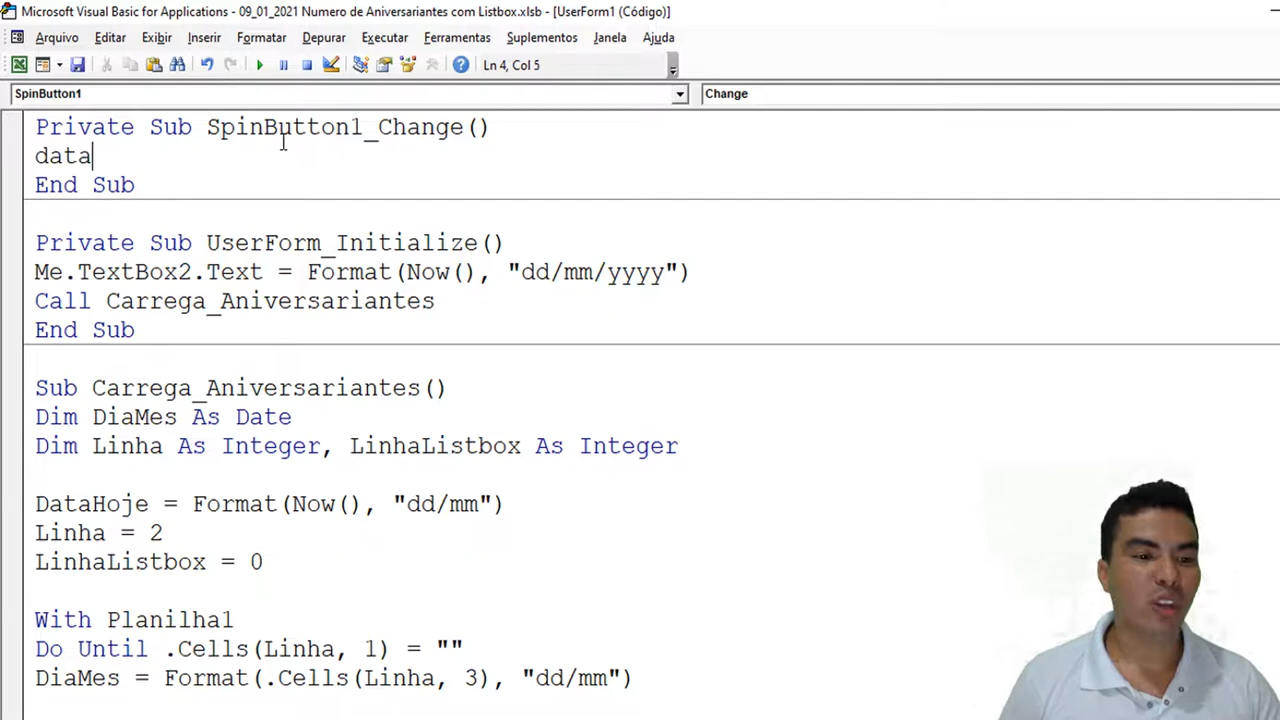 Microsoft Visual Basic for Applications - 09_01_2021 Numero de Aniversariantes com Listbox.xlsb - [UserForm1 (Código)]
Arquivo Editar Exibir Inserir Formatar Depurar Executar Ferramentas Suplementos Janela Ajuda
Ln 4, Col 5
SpinButton1 Change
Private Sub SpinButton1_Change()
data
End Sub
Private Sub UserForm_Initialize()
Me.TextBox2.Text = Format(Now(), "dd/mm/yyyy")
Call Carrega_Aniversariantes
End Sub
Sub Carrega_Aniversariantes()
Dim DiaMes As Date
Dim Linha As Integer, LinhaListbox As Integer
DataHoje = Format(Now(), "dd/mm")
Linha = 2
LinhaListbox = 0
With Planilha1
Do Until .Cells(Linha, 1) = ""
DiaMes = Format(.Cells(Linha, 3), "dd/mm")